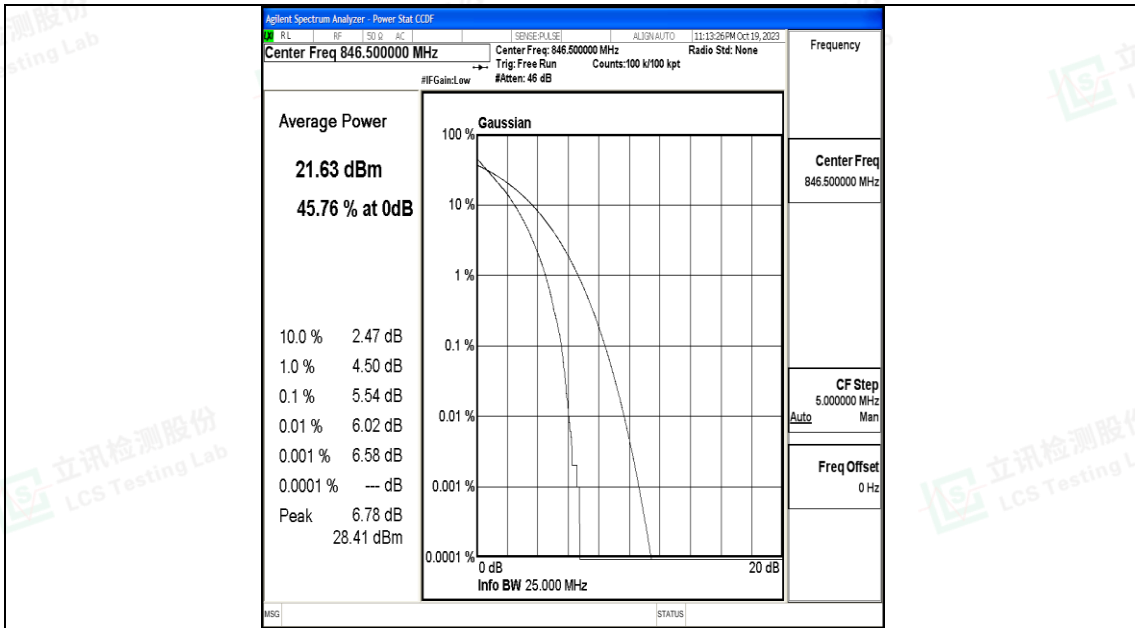 Agilent Spectrum Analyzer - Power Stat CCDF
RL RF 50 Ω AC SENSE:PULSE ALIGN AUTO 11:13:26PM Oct 19, 2023
Center Freq 846.500000 MHz
Center Freq: 846.500000 MHz Radio Std: None
Trig: Free Run Counts:100 k/100 kpt
#IFGain:Low #Atten: 46 dB
Frequency
Average Power
21.63 dBm
45.76 % at 0dB
10.0 % 2.47 dB
1.0 % 4.50 dB
0.1 % 5.54 dB
0.01 % 6.02 dB
0.001 % 6.58 dB
0.0001 % --- dB
Peak 6.78 dB
28.41 dBm
Gaussian
100 %
10 %
1 %
0.1 %
0.01 %
0.001 %
0.0001 %
0 dB 20 dB
Info BW 25.000 MHz
Center Freq
846.500000 MHz
CF Step
5.000000 MHz
Auto Man
Freq Offset
0 Hz
MSG STATUS
立讯检测股份
LCS Testing Lab
立讯检测股份
LCS Testing L